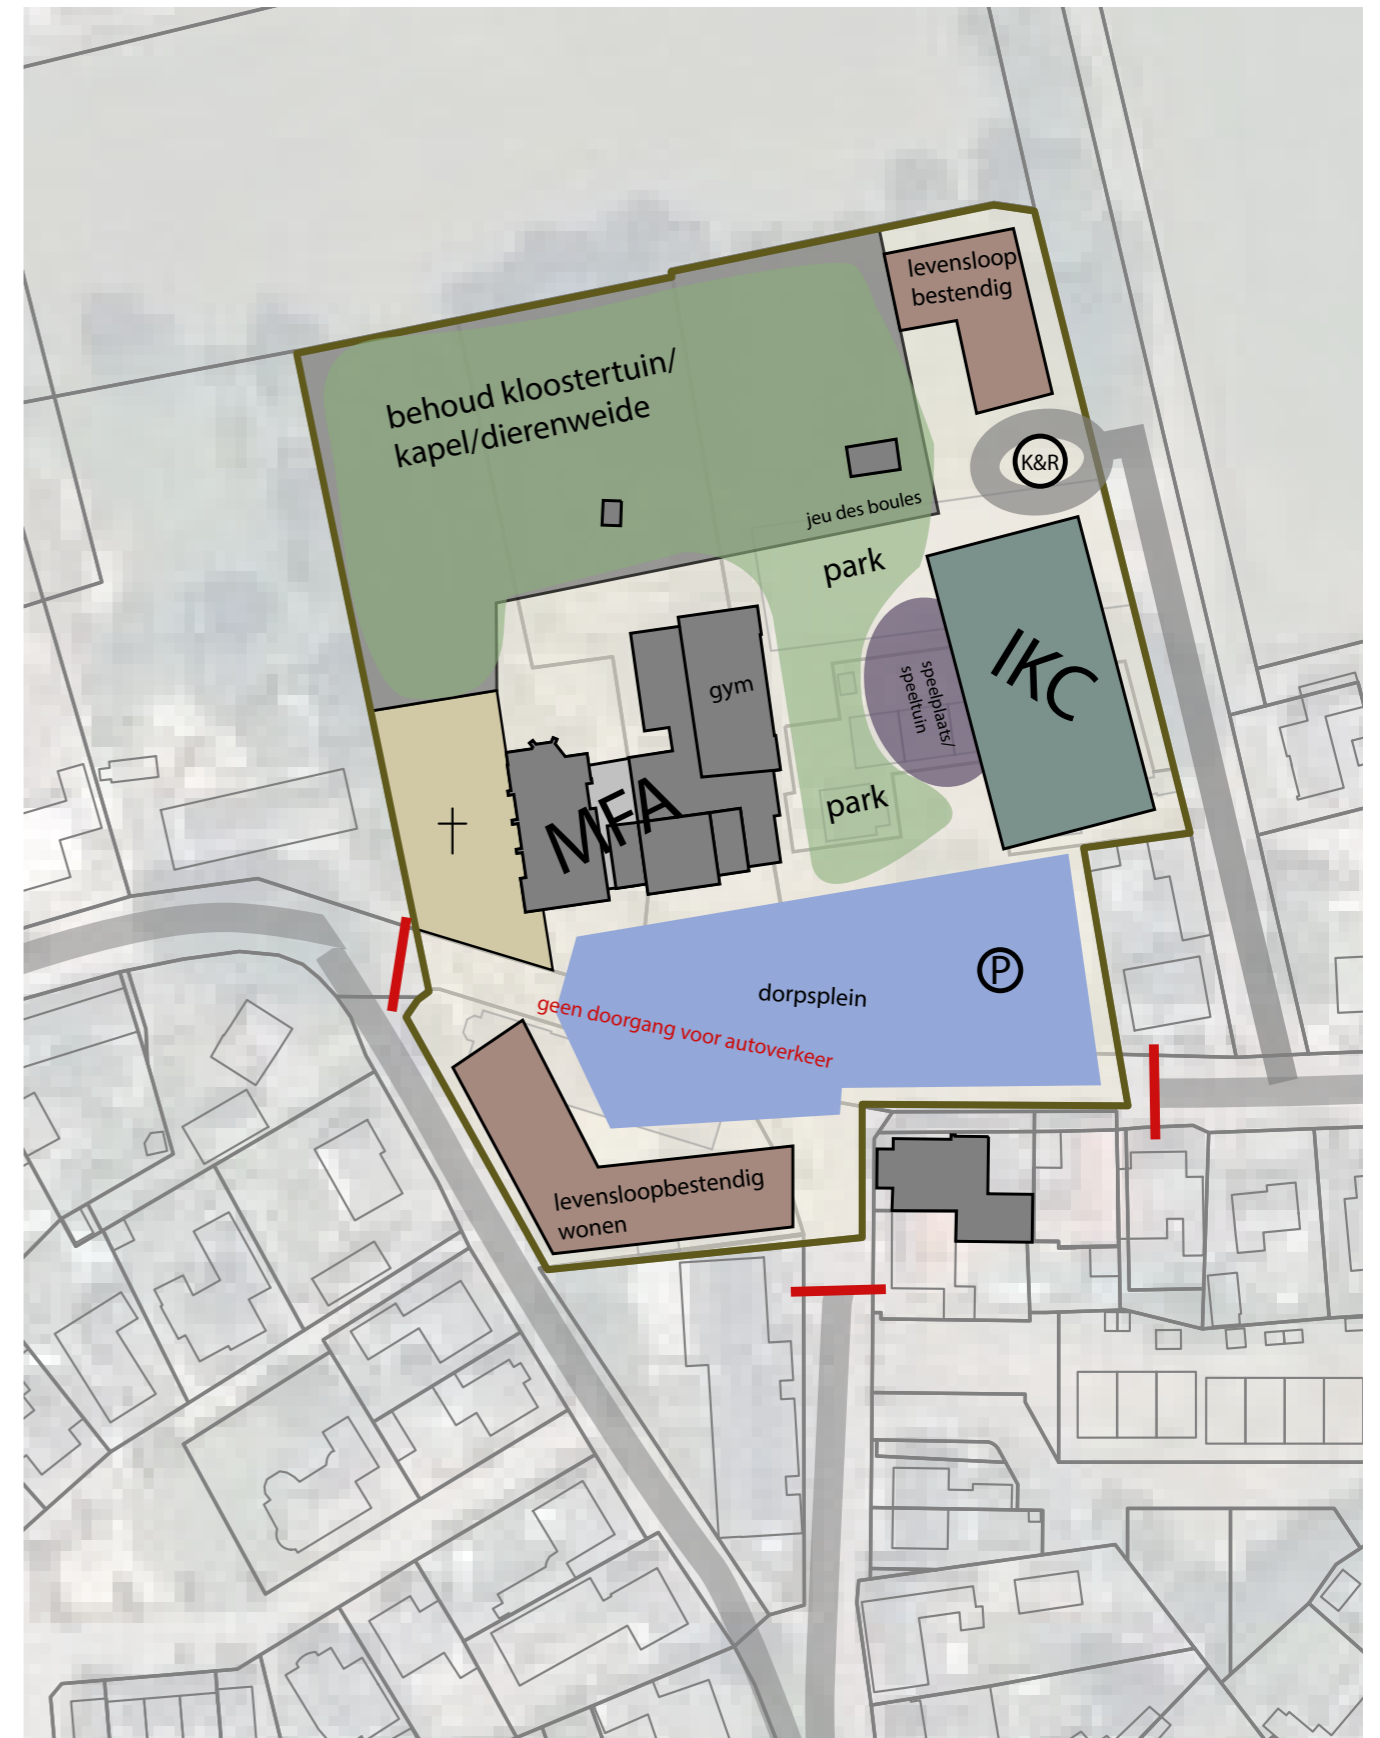 levensloop
bestendig
behoud kloostertuin/
kapel/dierenweide
K&R
jeu des boules
park
IKC
gym
speelplaats/
speeltuin
MFA
park
P
dorpsplein
geen doorgang voor autoverkeer
levensloopbestendig
wonen